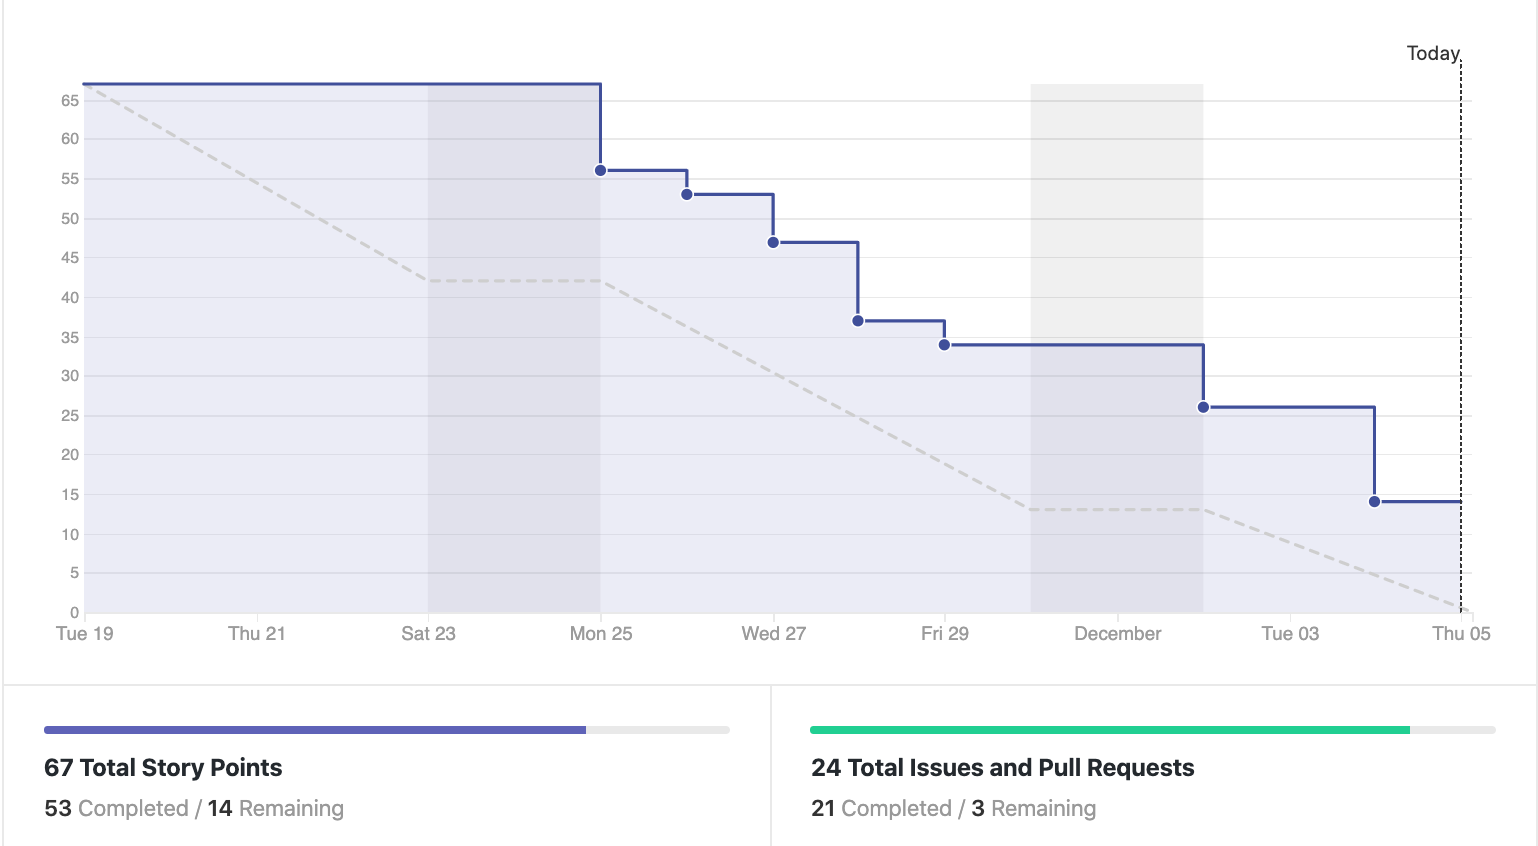 Today
65
60
55
50
45
40
35
30
25
20
15
10
5
0
Tue 19 Thu 21 Sat 23 Mon 25 Wed 27 Fri 29 December Tue 03 Thu 05
67 Total Story Points
53 Completed / 14 Remaining
24 Total Issues and Pull Requests
21 Completed / 3 Remaining